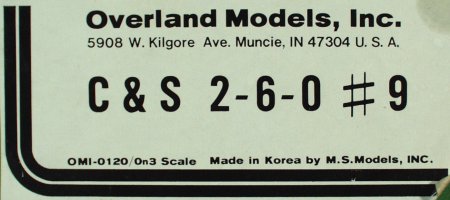 Overland Models, Inc.
5908 W. Kilgore Ave. Muncie, IN 47304 U. S. A.
C & S 2-6-0 #9
OMI-0120/0n3 Scale Made in Korea by M.S.Models, INC.